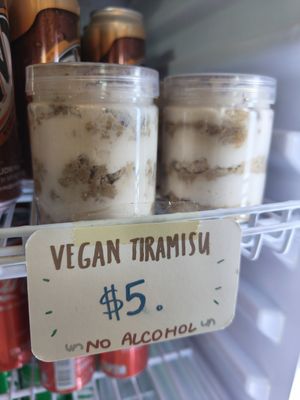 VEGAN TIRAMISU
$5.
NO ALCOHOL